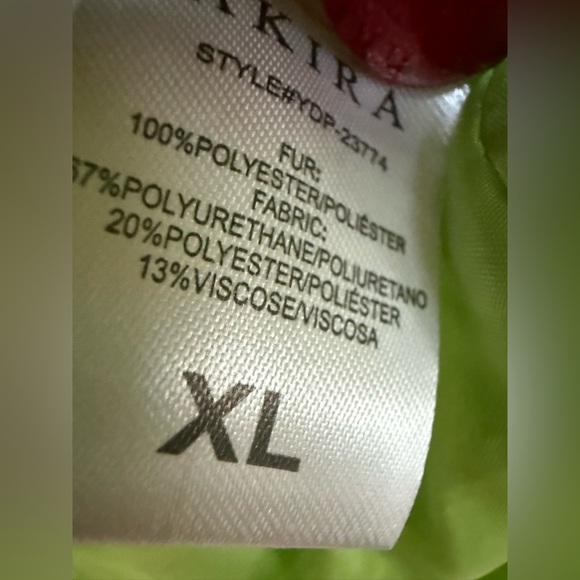 AKIRA
STYLE#YDP-23774
FUR:
100%POLYESTER/POLIÉSTER
FABRIC:
67%POLYURETHANE/POLIURETANO
20%POLYESTER/POLIÉSTER
13%VISCOSE/VISCOSA
XL